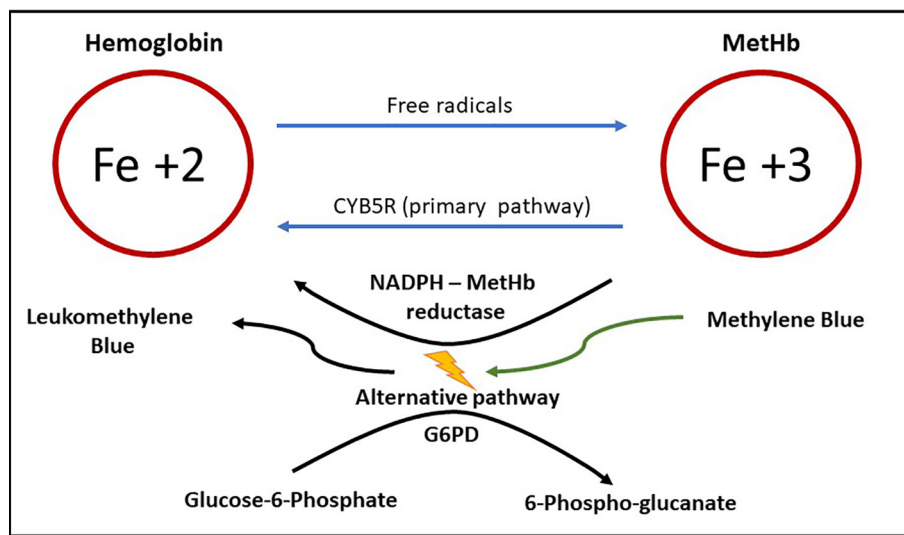 Hemoglobin
MetHb
Free radicals
Fe +2
Fe +3
CYB5R (primary pathway)
NADPH – MetHb
reductase
Leukomethylene
Blue
Methylene Blue
Alternative pathway
G6PD
Glucose-6-Phosphate
6-Phospho-glucanate